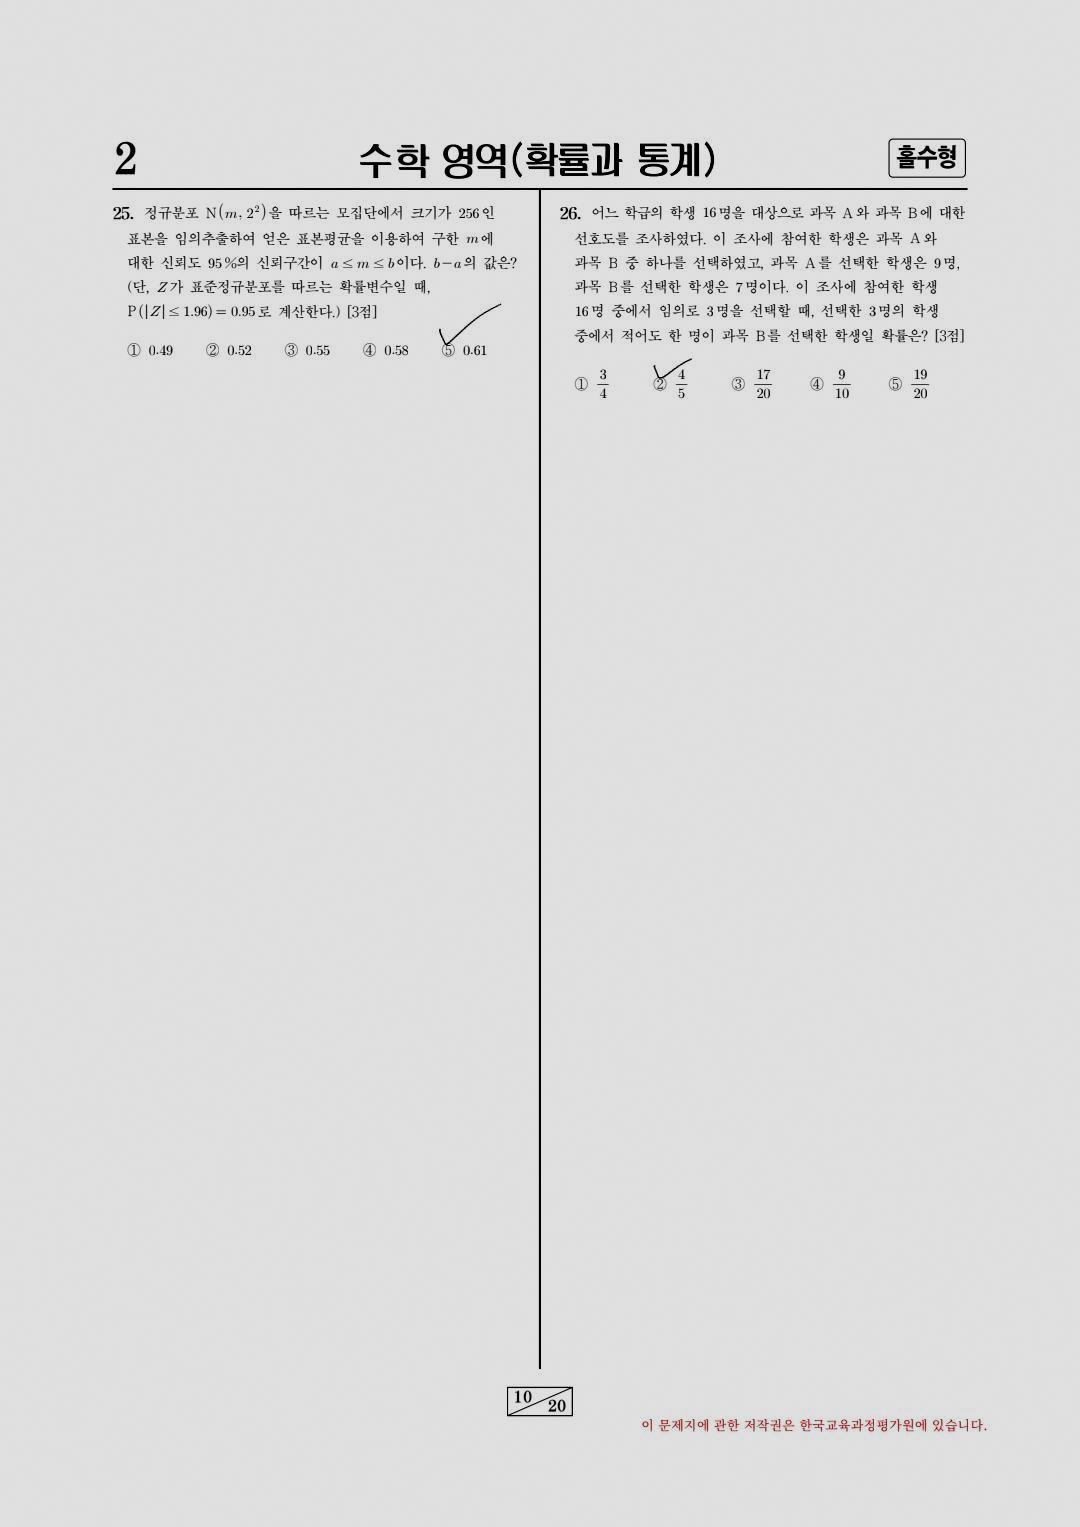 2
수학 영역(확률과 통계)
홀수형
25. 정규분포 N(m, 2²)을 따르는 모집단에서 크기가 256인
표본을 임의추출하여 얻은 표본평균을 이용하여 구한 m에
대한 신뢰도 95%의 신뢰구간이 a≤m≤b이다. b−a의 값은?
(단, Z가 표준정규분포를 따르는 확률변수일 때,
P(|Z|≤1.96)=0.95로 계산한다.) [3점]
① 0.49 ② 0.52 ③ 0.55 ④ 0.58 ⑤ 0.61
26. 어느 학급의 학생 16명을 대상으로 과목 A와 과목 B에 대한
선호도를 조사하였다. 이 조사에 참여한 학생은 과목 A와
과목 B 중 하나를 선택하였고, 과목 A를 선택한 학생은 9명,
과목 B를 선택한 학생은 7명이다. 이 조사에 참여한 학생
16명 중에서 임의로 3명을 선택할 때, 선택한 3명의 학생
중에서 적어도 한 명이 과목 B를 선택한 학생일 확률은? [3점]
① 3/4 ② 4/5 ③ 17/20 ④ 9/10 ⑤ 19/20
10/20
이 문제지에 관한 저작권은 한국교육과정평가원에 있습니다.